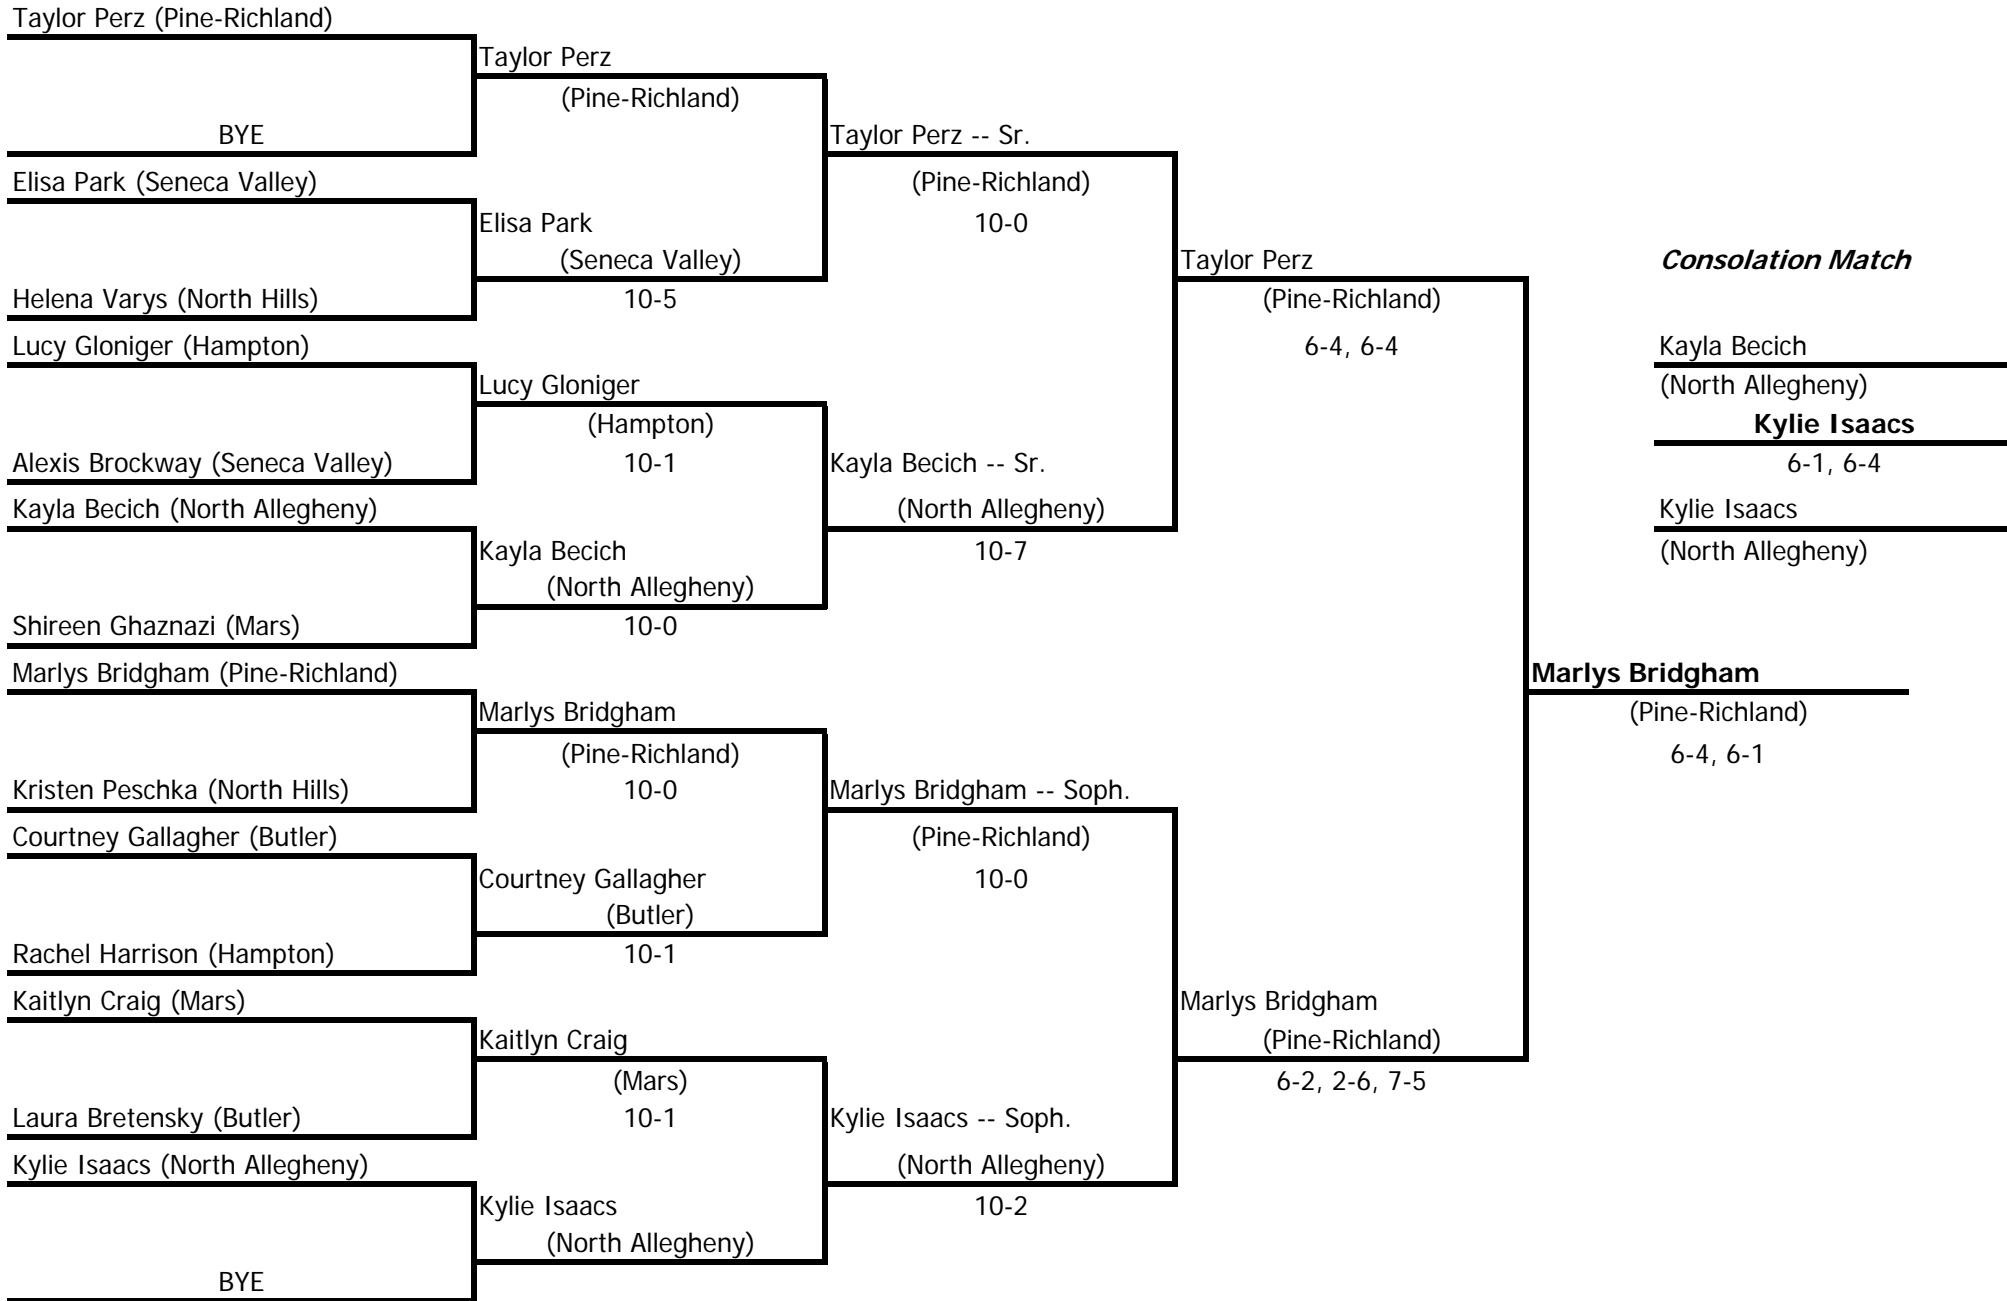 Taylor Perz (Pine-Richland)
BYE
Elisa Park (Seneca Valley)
Helena Varys (North Hills)
Lucy Gloniger (Hampton)
Alexis Brockway (Seneca Valley)
Kayla Becich (North Allegheny)
Shireen Ghaznazi (Mars)
Marlys Bridgham (Pine-Richland)
Kristen Peschka (North Hills)
Courtney Gallagher (Butler)
Rachel Harrison (Hampton)
Kaitlyn Craig (Mars)
Laura Bretensky (Butler)
Kylie Isaacs (North Allegheny)
BYE
Taylor Perz
(Pine-Richland)
Elisa Park
(Seneca Valley)
10-5
Lucy Gloniger
(Hampton)
10-1
Kayla Becich
(North Allegheny)
10-0
Marlys Bridgham
(Pine-Richland)
10-0
Courtney Gallagher
(Butler)
10-1
Kaitlyn Craig
(Mars)
10-1
Kylie Isaacs
(North Allegheny)
Taylor Perz -- Sr.
(Pine-Richland)
10-0
Kayla Becich -- Sr.
(North Allegheny)
10-7
Marlys Bridgham -- Soph.
(Pine-Richland)
10-0
Kylie Isaacs -- Soph.
(North Allegheny)
10-2
Taylor Perz
(Pine-Richland)
6-4, 6-4
Marlys Bridgham
(Pine-Richland)
6-2, 2-6, 7-5
Marlys Bridgham
(Pine-Richland)
6-4, 6-1
Consolation Match
Kayla Becich
(North Allegheny)
Kylie Isaacs
6-1, 6-4
Kylie Isaacs
(North Allegheny)